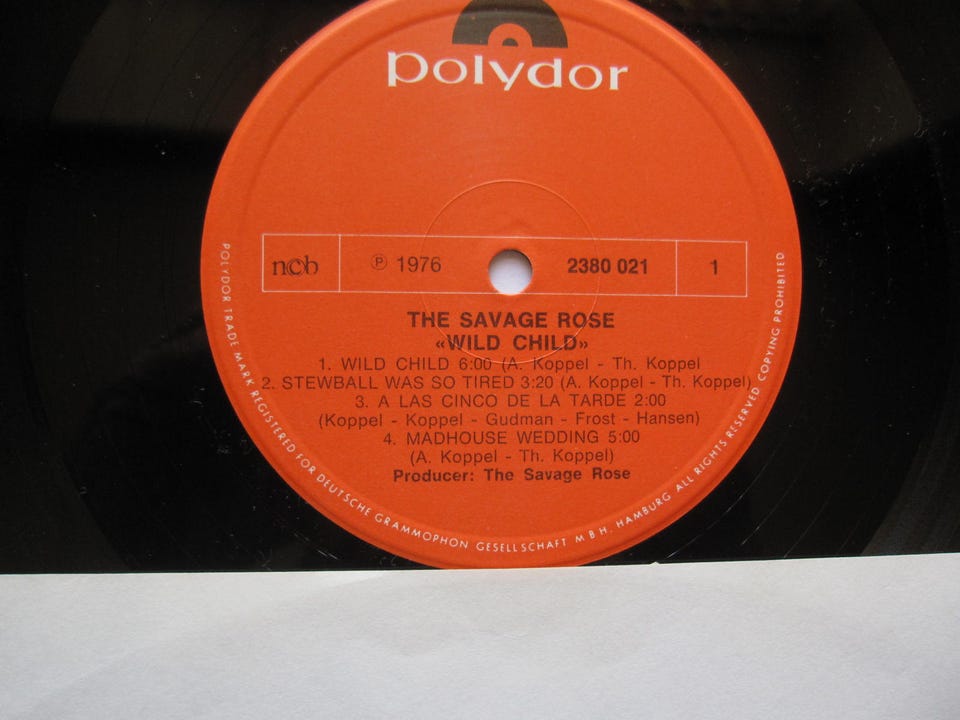 polydor
ncb ℗ 1976 2380 021 1
THE SAVAGE ROSE
«WILD CHILD»
1. WILD CHILD 6:00 (A. Koppel - Th. Koppel
2. STEWBALL WAS SO TIRED 3:20 (A. Koppel - Th. Koppel)
3. A LAS CINCO DE LA TARDE 2:00
(Koppel - Koppel - Gudman - Frost - Hansen)
4. MADHOUSE WEDDING 5:00
(A. Koppel - Th. Koppel)
Producer: The Savage Rose
POLYDOR TRADE MARK REGISTERED FOR DEUTSCHE GRAMMOPHON GESELLSCHAFT M B H, HAMBURG ALL RIGHTS RESERVED COPYING PROHIBITED